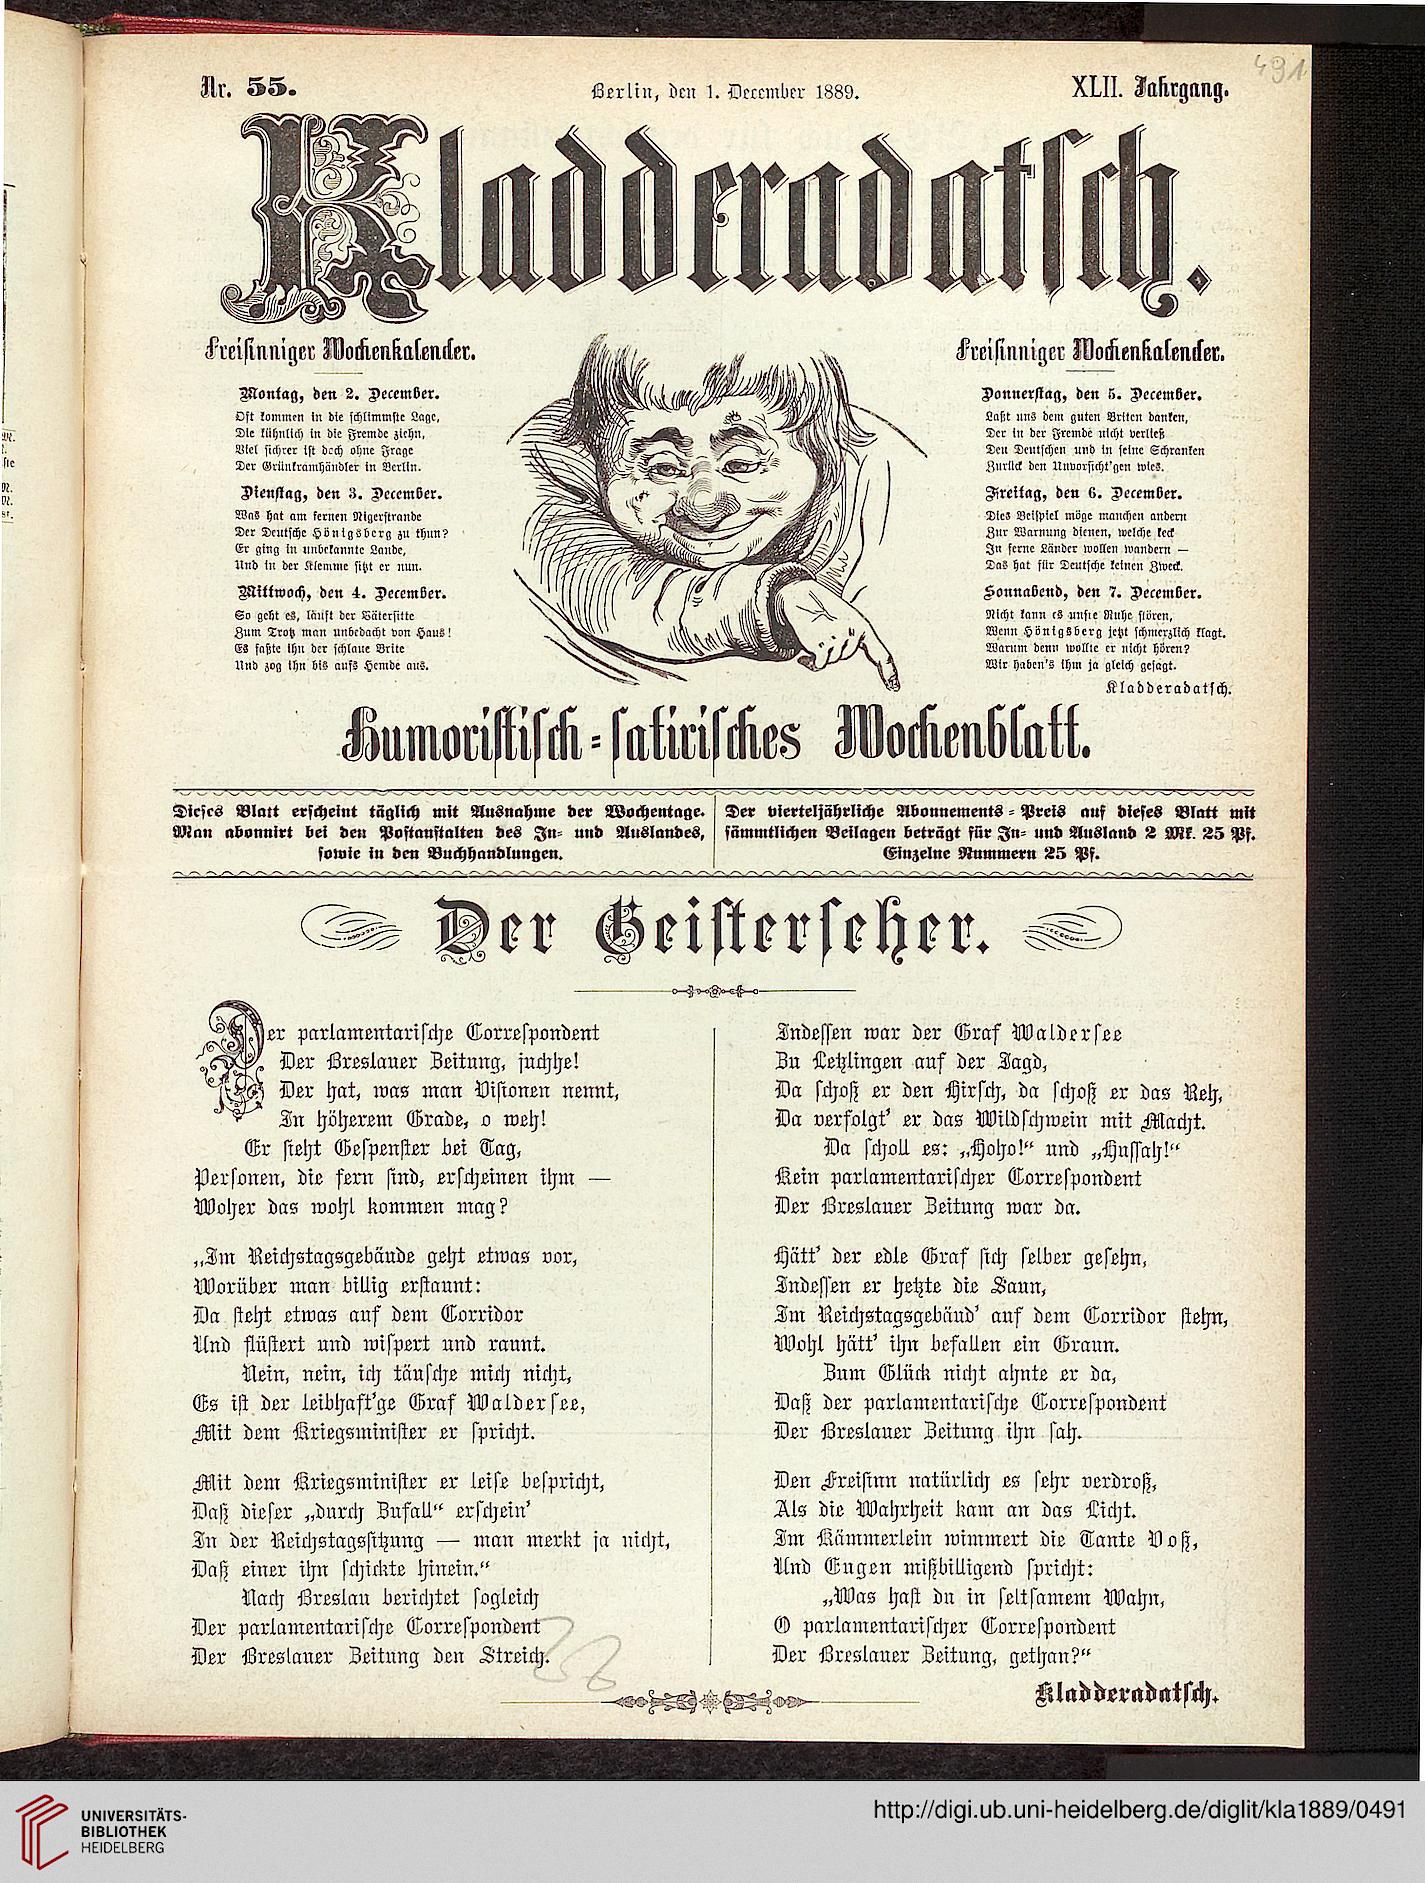 Nr. 55.
Berlin, den 1. December 1889.
XLII. Jahrgang.
491
Kladderadatsch.
Freisinniger Wochenkalender.
Montag, den 2. December.
Oft kommen in die schlimmste Lage,
Die kühnlich in die Fremde ziehn,
Viel sichrer ist doch ohne Frage
Der Grünkramhändler in Berlin.
Dienstag, den 3. December.
Was hat am fernen Nigerstrande
Der Deutsche Hönigsberg zu thun?
Er ging in unbekannte Lande,
Und in der Klemme sitzt er nun.
Mittwoch, den 4. December.
So geht es, läuft der Vätersitte
Zum Trotz man unbedacht von Haus!
Es faßte ihn der schlaue Brite
Und zog ihn bis aufs Hemde aus.
Freisinniger Wochenkalender.
Donnerstag, den 5. December.
Laßt uns dem guten Briten danken,
Der in der Fremde nicht verließ
Den Deutschen und in seine Schranken
Zurück den Unvorsicht'gen wies.
Freitag, den 6. December.
Dies Beispiel möge manchen andern
Zur Warnung dienen, welche keck
In ferne Länder wollen wandern —
Das hat für Deutsche keinen Zweck.
Sonnabend, den 7. December.
Nicht kann es unsre Ruhe stören,
Wenn Hönigsberg jetzt schmerzlich klagt.
Warum denn wollte er nicht hören?
Wir haben's ihm ja gleich gesagt.
Kladderadatsch.
Humoristisch-satirisches Wochenblatt.
Dieses Blatt erscheint täglich mit Ausnahme der Wochentage.
Man abonnirt bei den Postanstalten des In- und Auslandes,
sowie in den Buchhandlungen.
Der vierteljährliche Abonnements-Preis auf dieses Blatt mit
sämmtlichen Beilagen beträgt für In- und Ausland 2 Mk. 25 Pf.
Einzelne Nummern 25 Pf.
Der Geisterseher.
Der parlamentarische Correspondent
Der Breslauer Zeitung, juchhe!
Der hat, was man Visionen nennt,
In höherem Grade, o weh!
Er sieht Gespenster bei Tag,
Personen, die fern sind, erscheinen ihm —
Woher das wohl kommen mag?
„Im Reichstagsgebäude geht etwas vor,
Worüber man billig erstaunt:
Da steht etwas auf dem Corridor
Und flüstert und wispert und raunt.
Nein, nein, ich täusche mich nicht,
Es ist der leibhaft'ge Graf Waldersee,
Mit dem Kriegsminister er spricht.
Mit dem Kriegsminister er leise bespricht,
Daß dieser „durch Zufall“ erschein'
In der Reichstagssitzung — man merkt ja nicht,
Daß einer ihn schickte hinein.“
Nach Breslau berichtet sogleich
Der parlamentarische Correspondent
Der Breslauer Zeitung den Streich.
Indessen war der Graf Waldersee
Zu Letzlingen auf der Jagd,
Da schoß er den Hirsch, da schoß er das Reh,
Da verfolgt' er das Wildschwein mit Macht.
Da scholl es: „Hoho!“ und „Hussah!“
Kein parlamentarischer Correspondent
Der Breslauer Zeitung war da.
Hätt' der edle Graf sich selber gesehn,
Indessen er hetzte die Saun,
Im Reichstagsgebäud' auf dem Corridor stehn,
Wohl hätt' ihn befallen ein Graun.
Zum Glück nicht ahnte er da,
Daß der parlamentarische Correspondent
Der Breslauer Zeitung ihn sah.
Den Freisinn natürlich es sehr verdroß,
Als die Wahrheit kam an das Licht.
Im Kämmerlein wimmert die Tante Voß,
Und Eugen mißbilligend spricht:
„Was hast du in seltsamem Wahn,
O parlamentarischer Correspondent
Der Breslauer Zeitung, gethan?“
Kladderadatsch.
UNIVERSITÄTS-
BIBLIOTHEK
HEIDELBERG
http://digi.ub.uni-heidelberg.de/diglit/kla1889/0491